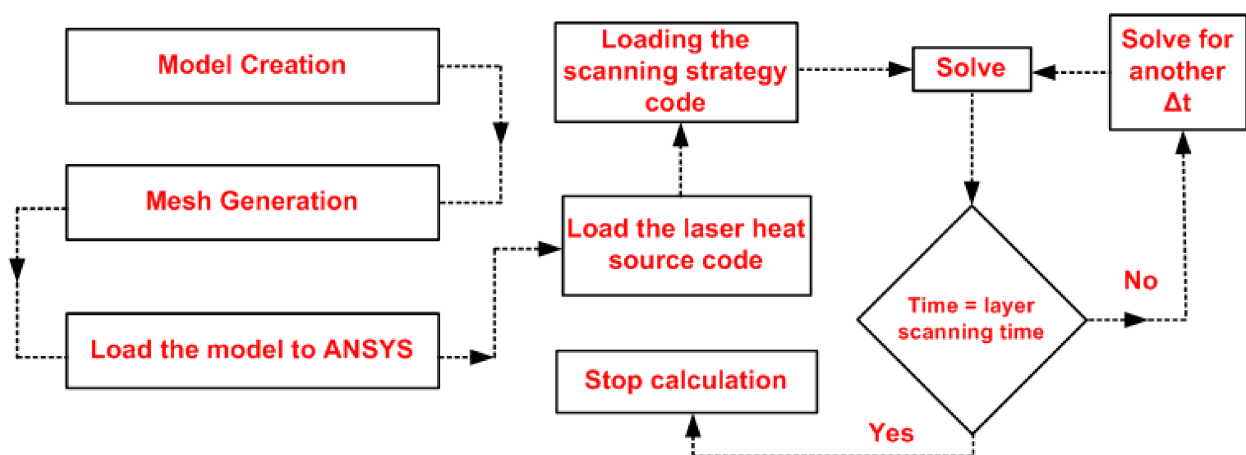 Model Creation
Mesh Generation
Load the model to ANSYS
Load the laser heat
source code
Loading the
scanning strategy
code
Solve
Time = layer
scanning time
No
Solve for
another
Δt
Yes
Stop calculation